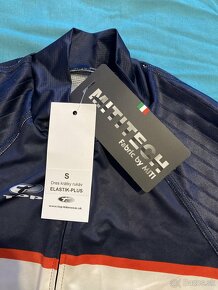 MITITECH
Fabric by MITI
S
Dres krátky rukáv
ELASTIK-PLUS